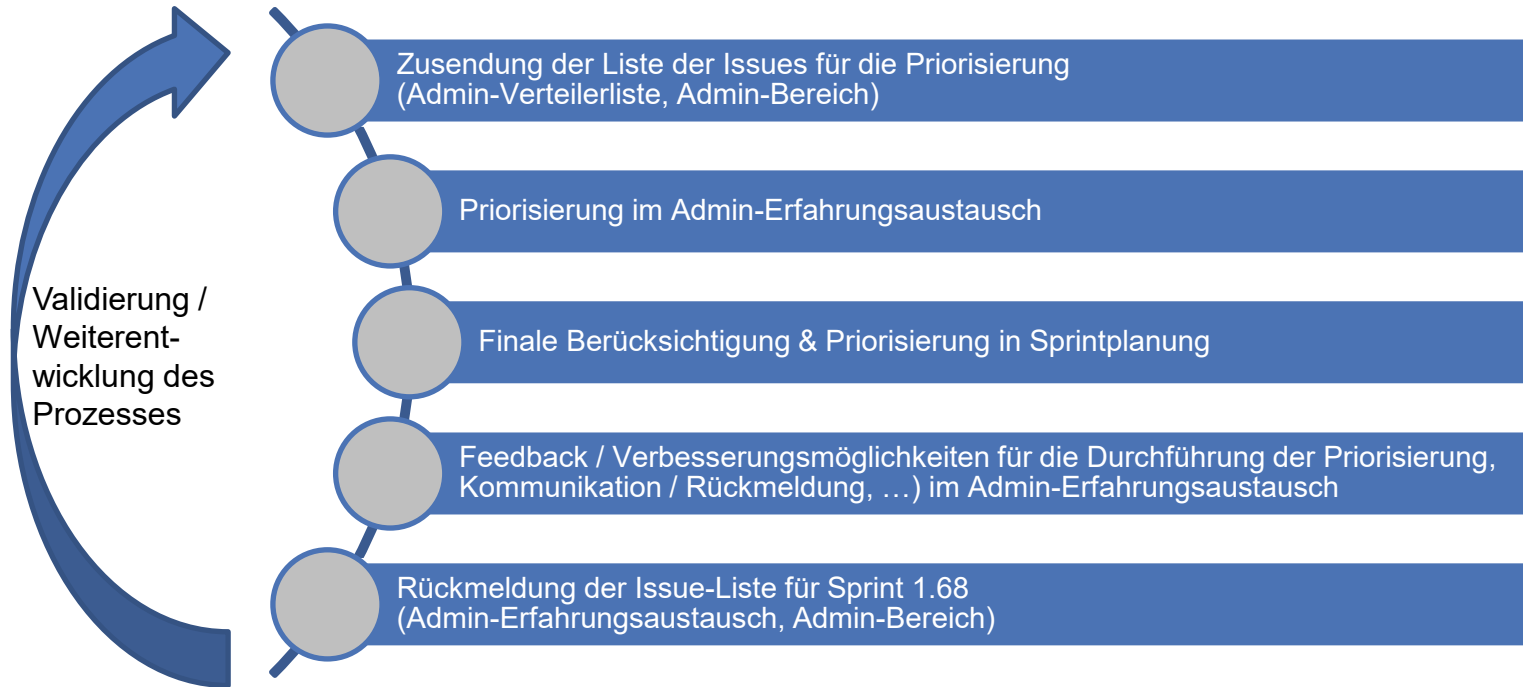 Zusendung der Liste der Issues für die Priorisierung
(Admin-Verteilerliste, Admin-Bereich)
Priorisierung im Admin-Erfahrungsaustausch
Validierung /
Weiterent-
wicklung des
Prozesses
Finale Berücksichtigung & Priorisierung in Sprintplanung
Feedback / Verbesserungsmöglichkeiten für die Durchführung der Priorisierung,
Kommunikation / Rückmeldung, …) im Admin-Erfahrungsaustausch
Rückmeldung der Issue-Liste für Sprint 1.68
(Admin-Erfahrungsaustausch, Admin-Bereich)